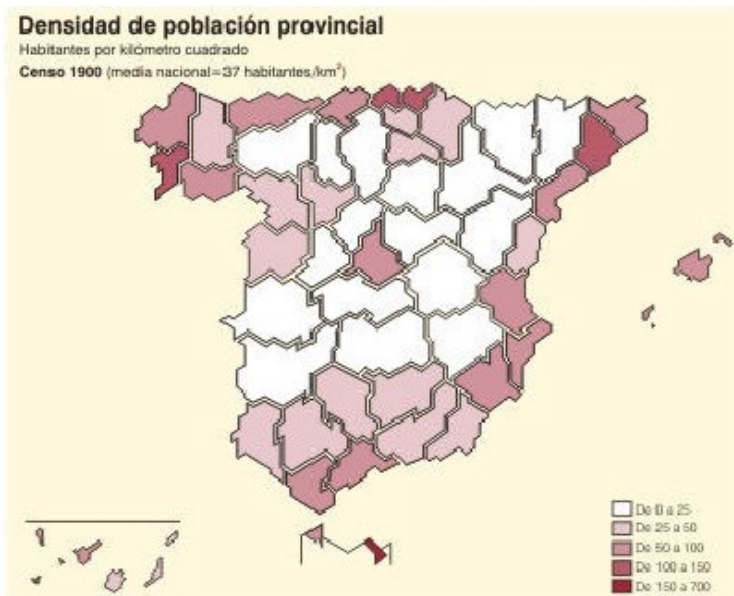 Densidad de población provincial
Habitantes por kilómetro cuadrado
Censo 1900 (media nacional=37 habitantes/km²)
De 0 a 25
De 25 a 50
De 50 a 100
De 100 a 150
De 150 a 700